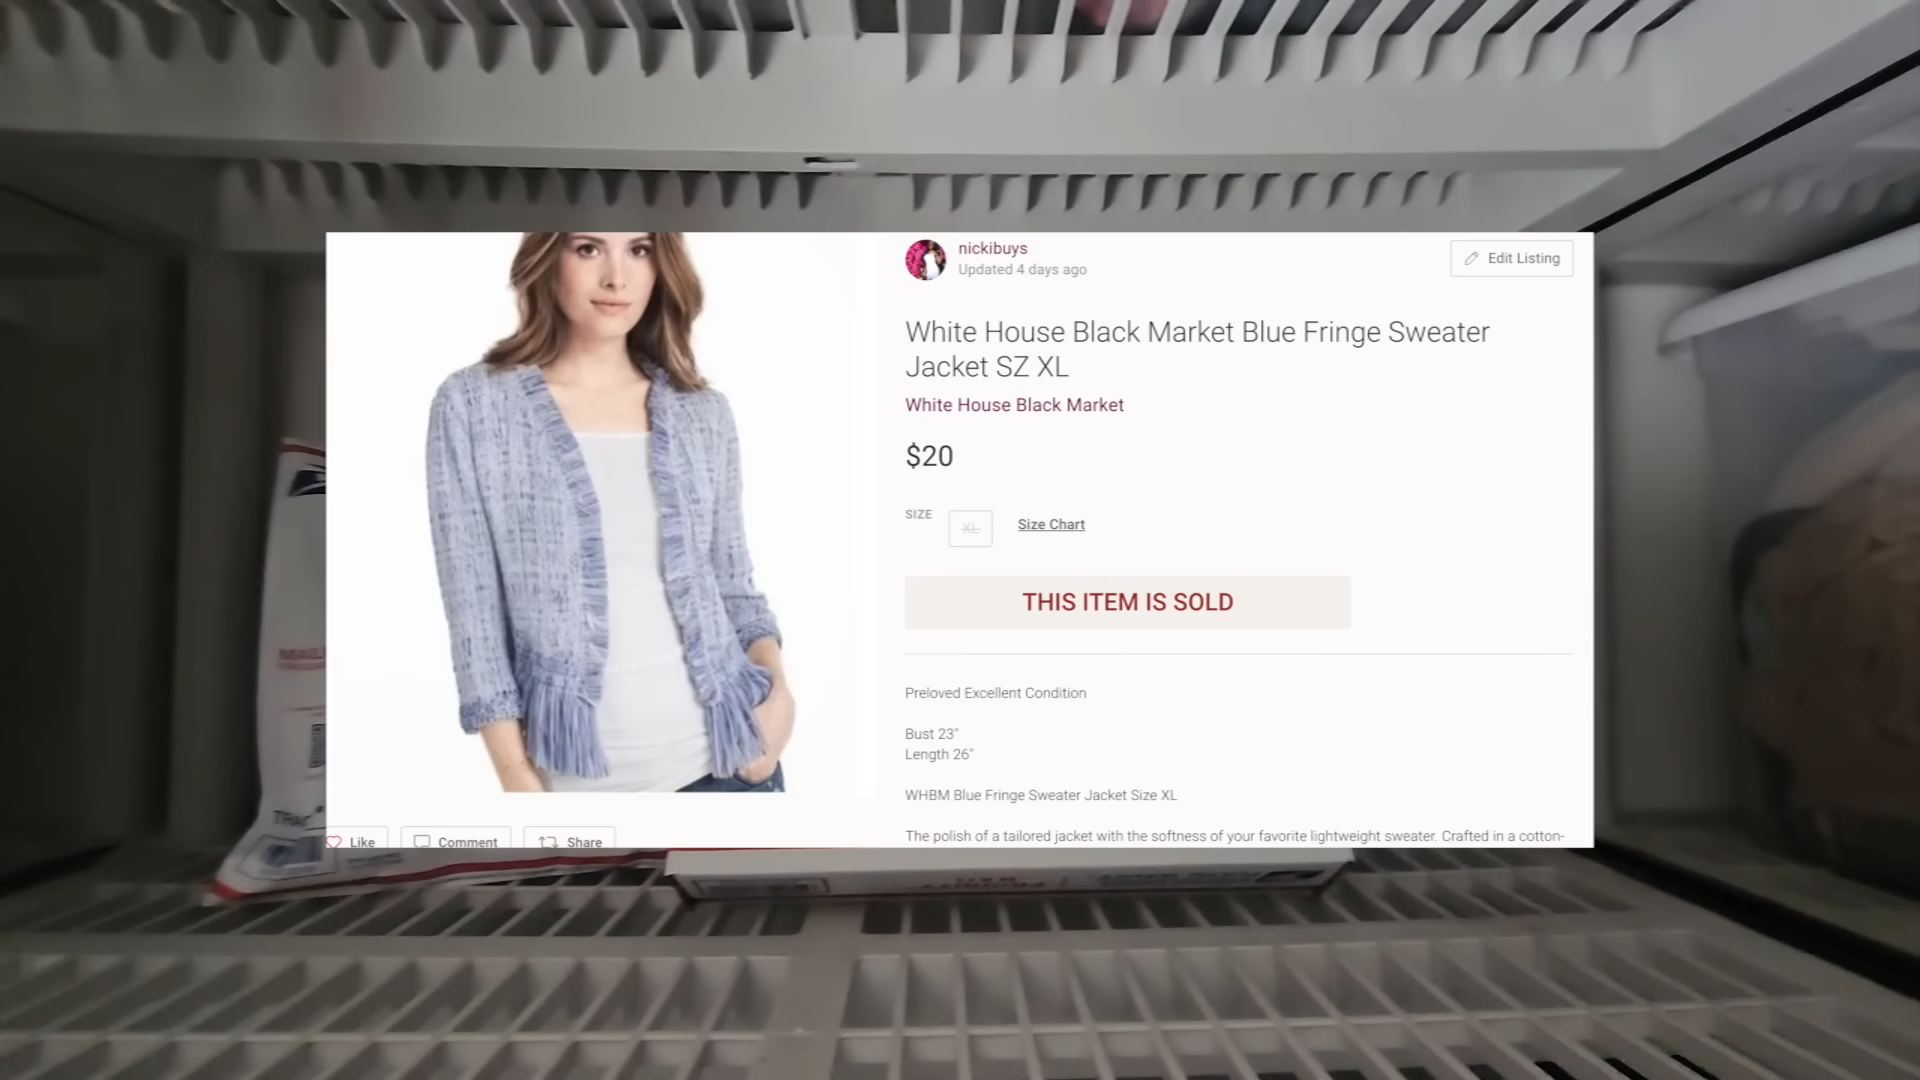 nickibuys
Updated 4 days ago
Edit Listing
White House Black Market Blue Fringe Sweater
Jacket SZ XL
White House Black Market
$20
SIZE
XL
Size Chart
THIS ITEM IS SOLD
Preloved Excellent Condition
Bust 23"
Length 26"
WHBM Blue Fringe Sweater Jacket Size XL
The polish of a tailored jacket with the softness of your favorite lightweight sweater. Crafted in a cotton-
Like
Comment
Share